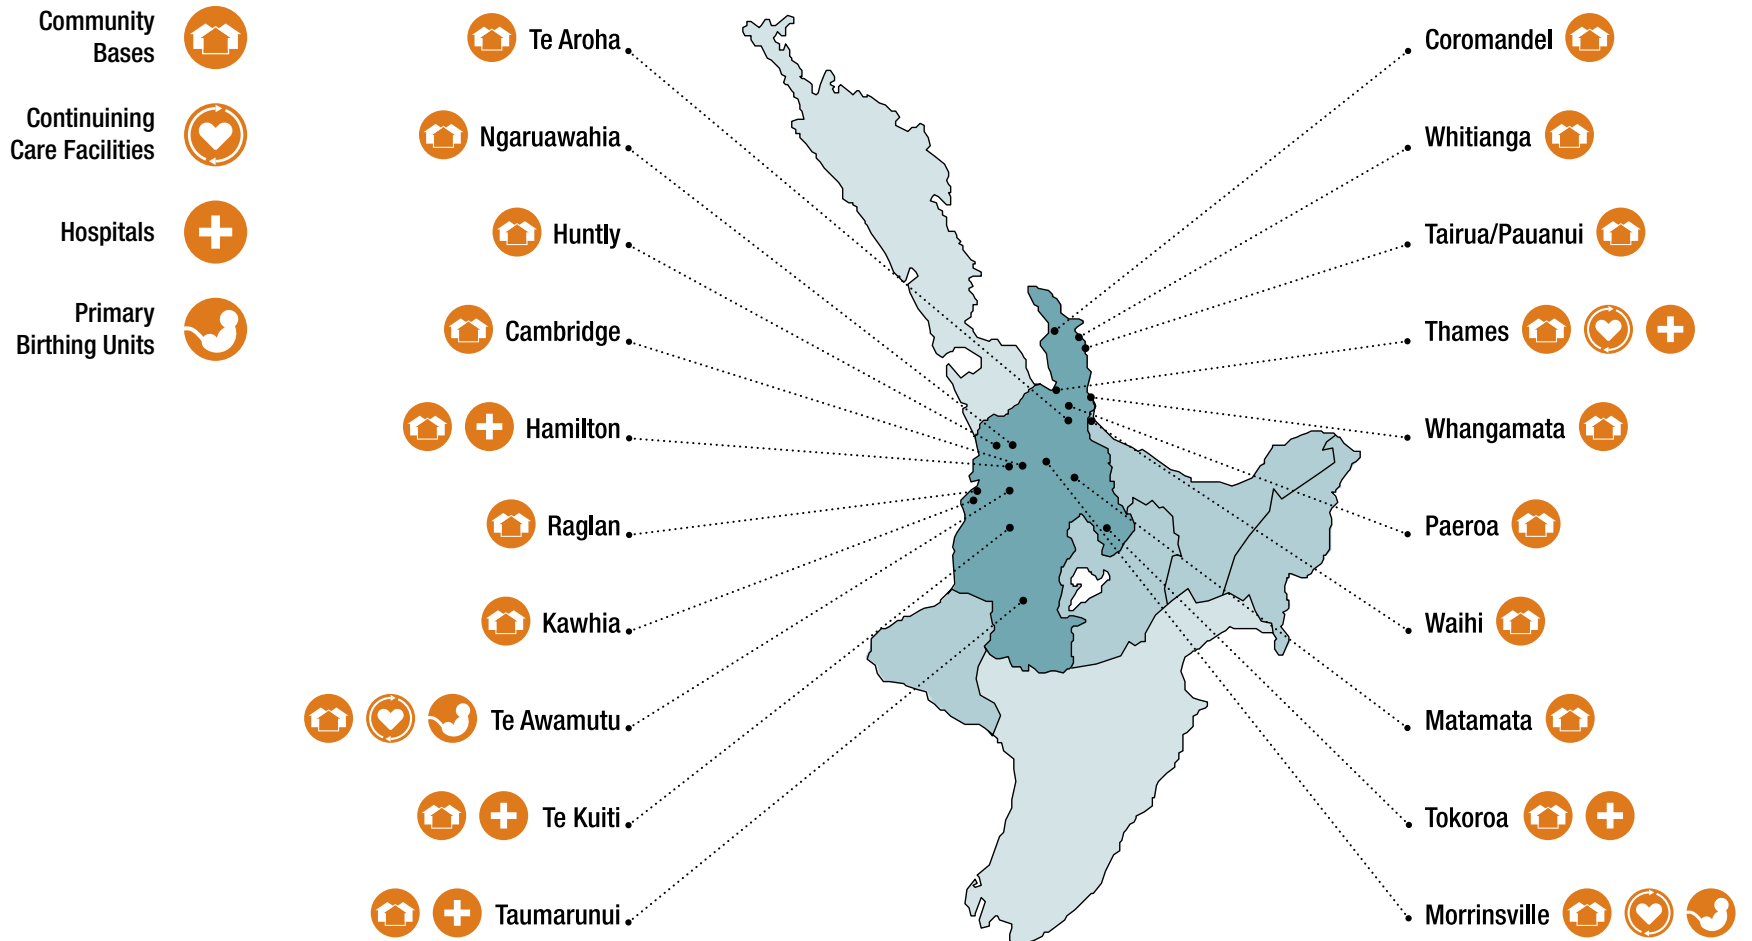 Community
Bases
Continuining
Care Facilities
Hospitals
Primary
Birthing Units
Te Aroha
Ngaruawahia
Huntly
Cambridge
Hamilton
Raglan
Kawhia
Te Awamutu
Te Kuiti
Taumarunui
Coromandel
Whitianga
Tairua/Pauanui
Thames
Whangamata
Paeroa
Waihi
Matamata
Tokoroa
Morrinsville